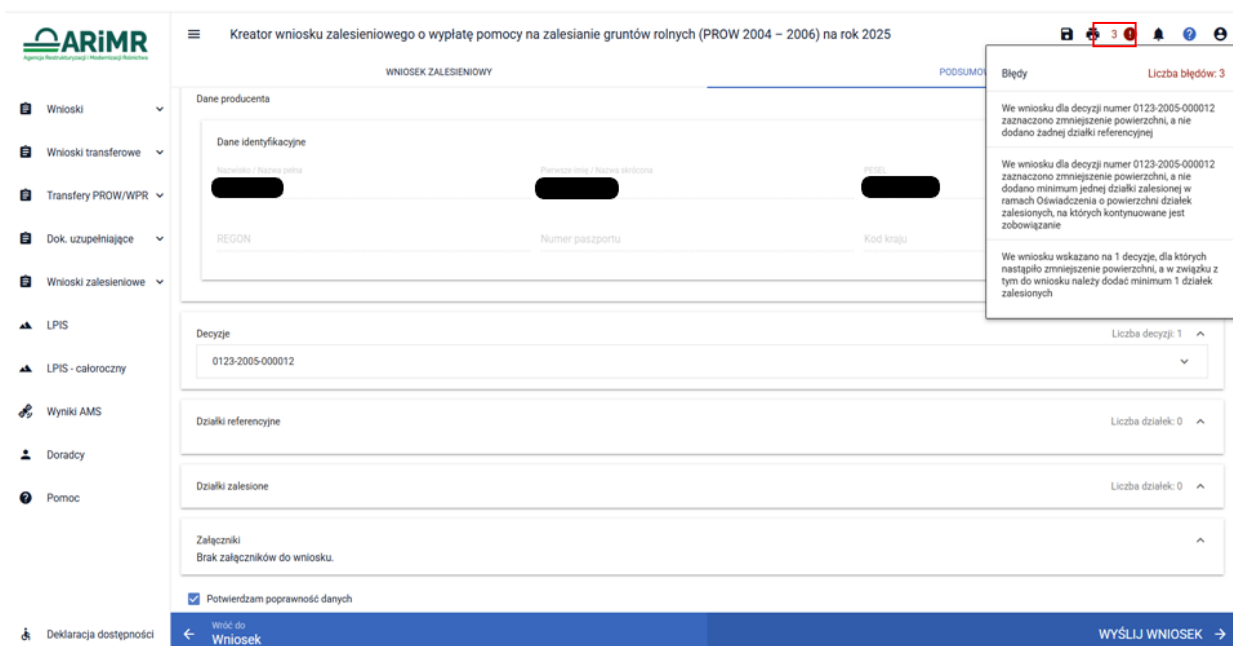 ARiMR
Agencja Restrukturyzacji i Modernizacji Rolnictwa
Kreator wniosku zalesieniowego o wypłatę pomocy na zalesianie gruntów rolnych (PROW 2004 – 2006) na rok 2025
3
WNIOSEK ZALESIENIOWY
Wnioski
Wnioski transferowe
Transfery PROW/WPR
Dok. uzupełniające
Wnioski zalesieniowe
LPIS
LPIS - całoroczny
Wyniki AMS
Doradcy
Pomoc
Deklaracja dostępności
Dane producenta
Dane identyfikacyjne
Nazwisko / Nazwa pełna
Pierwsze imię / Nazwa skrócona
PESEL
REGON
Numer paszportu
Kod kraju
Błędy
Liczba błędów: 3
We wniosku dla decyzji numer 0123-2005-000012
zaznaczono zmniejszenie powierzchni, a nie
dodano żadnej działki referencyjnej
We wniosku dla decyzji numer 0123-2005-000012
zaznaczono zmniejszenie powierzchni, a nie
dodano minimum jednej działki zalesionej w
ramach Oświadczenia o powierzchni działek
zalesionych, na których kontynuowane jest
zobowiązanie
We wniosku wskazano na 1 decyzje, dla których
nastąpiło zmniejszenie powierzchni, a w związku z
tym do wniosku należy dodać minimum 1 działek
zalesionych
Decyzje
Liczba decyzji: 1
0123-2005-000012
Działki referencyjne
Liczba działek: 0
Działki zalesione
Liczba działek: 0
Załączniki
Brak załączników do wniosku.
Potwierdzam poprawność danych
Wróć do
Wniosek
WYŚLIJ WNIOSEK